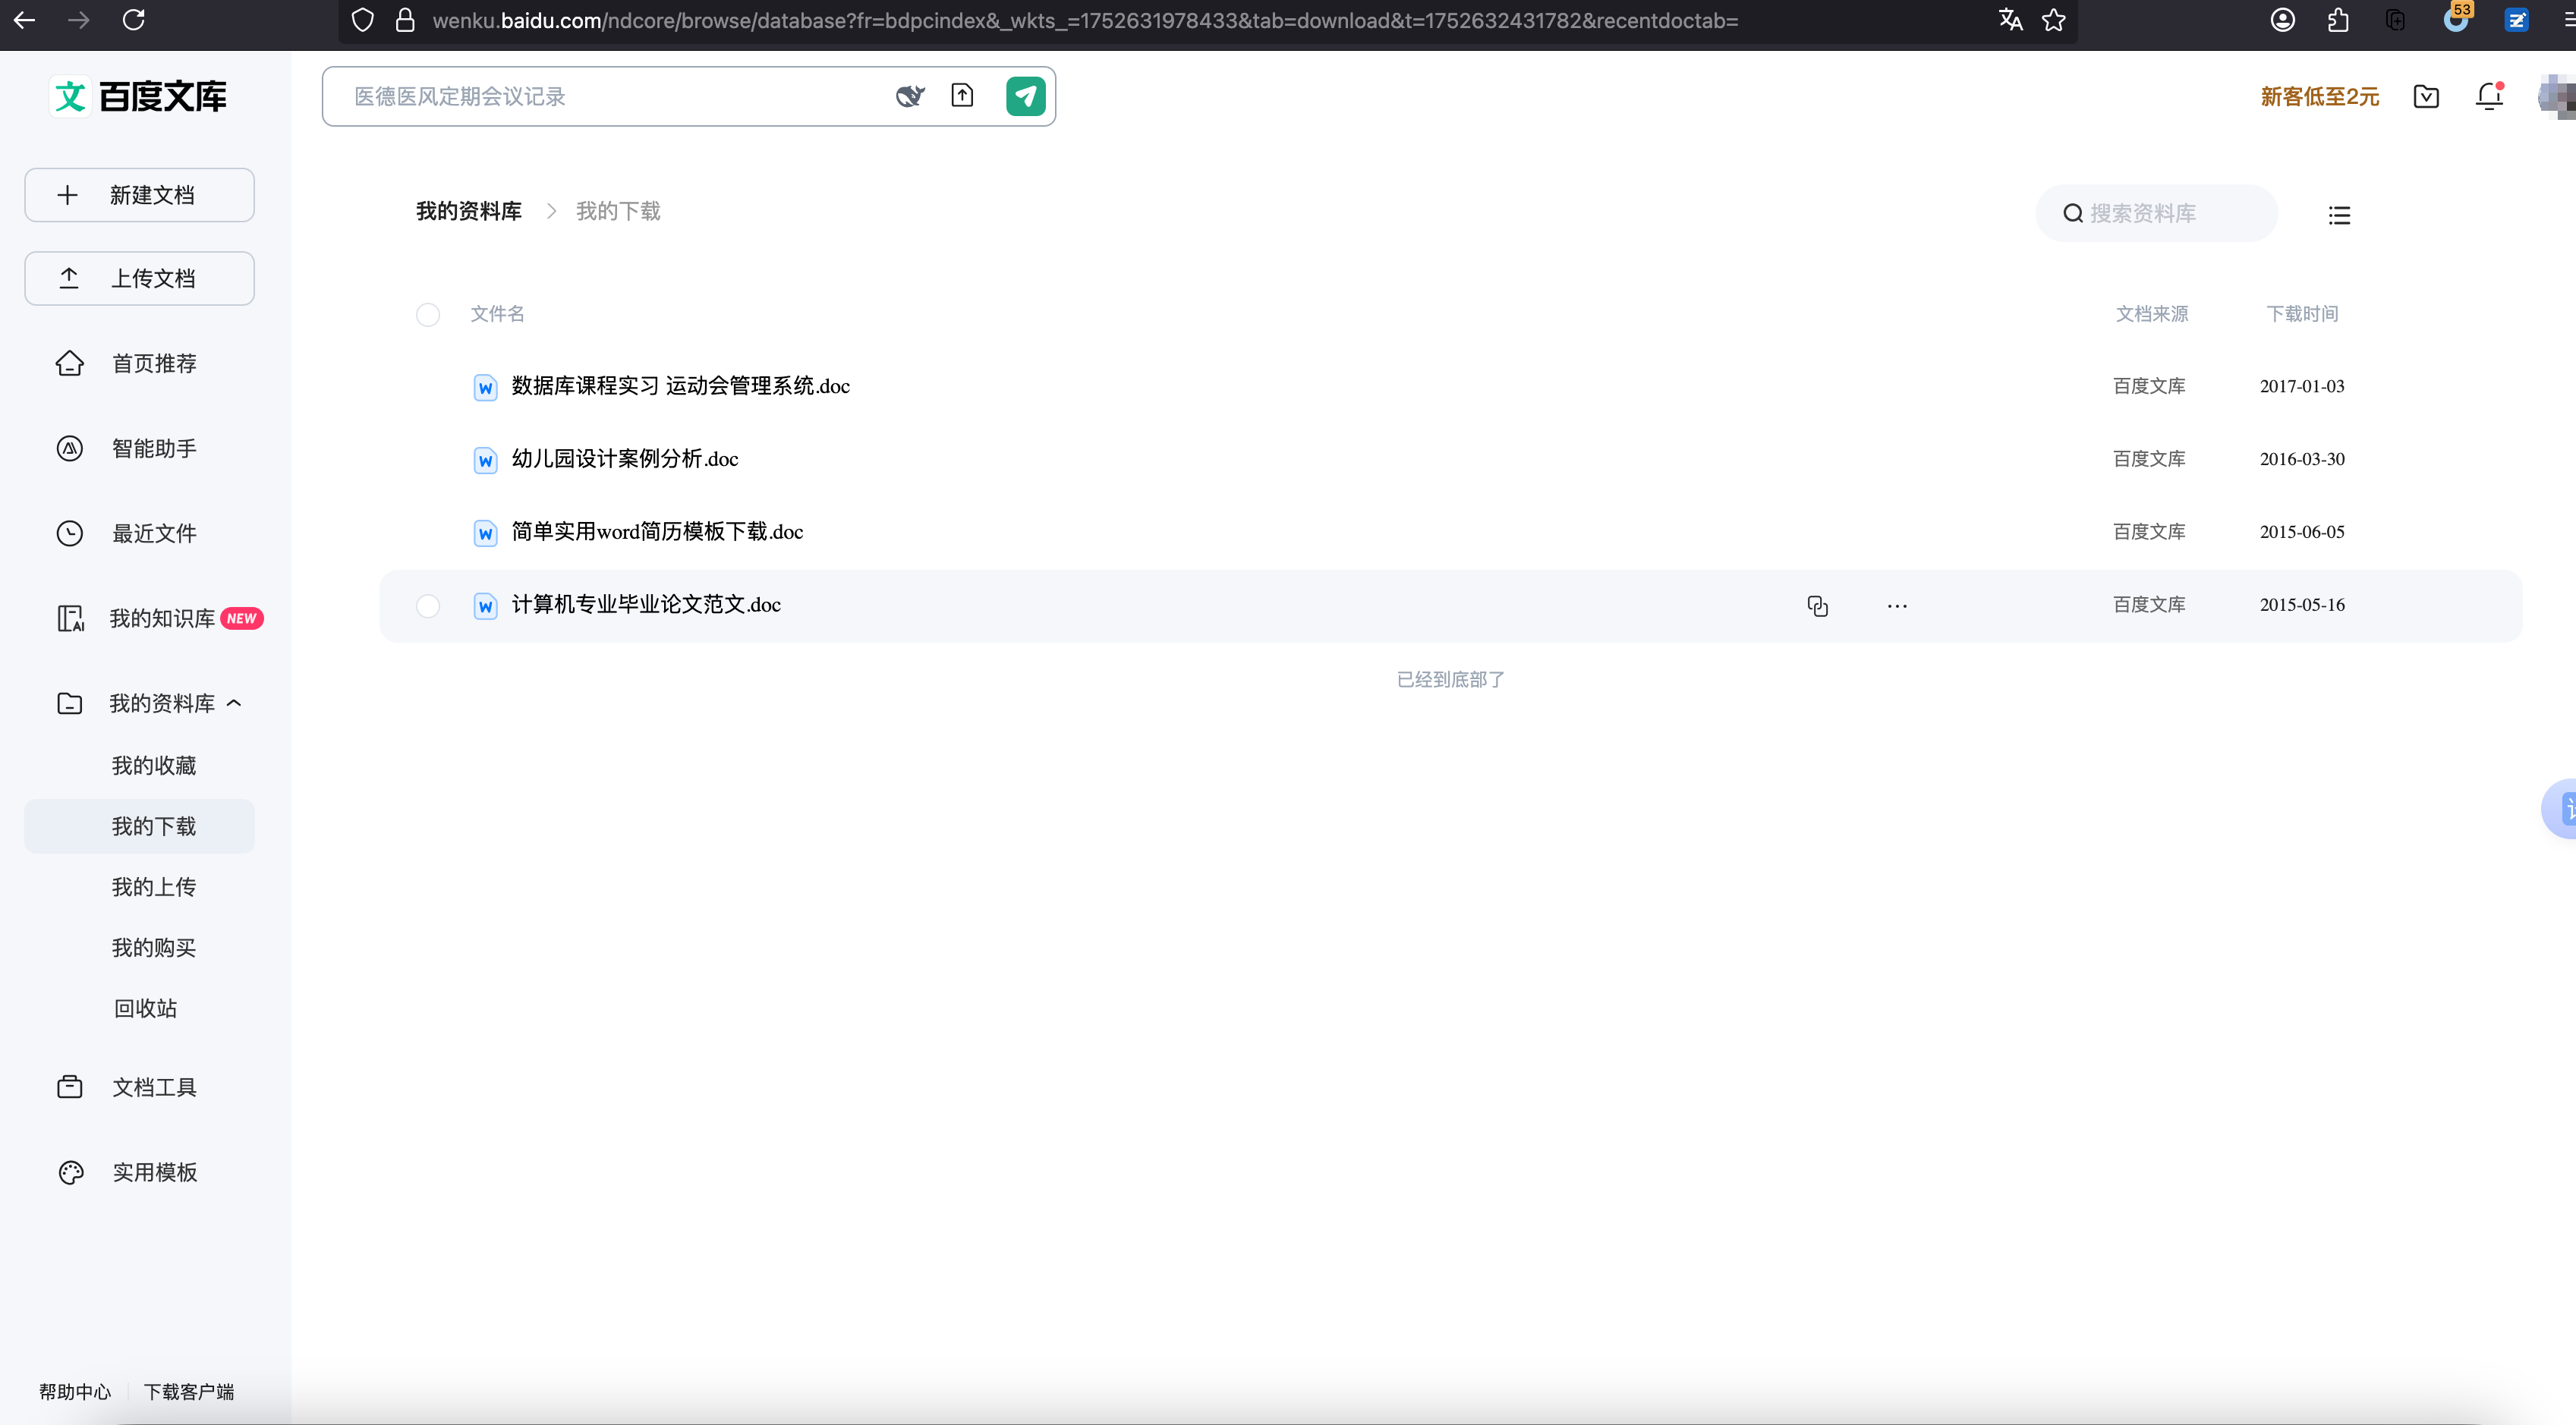 wenku.baidu.com/ndcore/browse/database?fr=bdpcindex&_wkts_=1752631978433&tab=download&t=1752632431782&recentdoctab=
53
文 百度文库
医德医风定期会议记录
新客低至2元
新建文档
上传文档
首页推荐
智能助手
最近文件
我的知识库 NEW
我的资料库
我的收藏
我的下载
我的上传
我的购买
回收站
文档工具
实用模板
帮助中心 下载客户端
我的资料库 > 我的下载
搜索资料库
文件名 文档来源 下载时间
W 数据库课程实习 运动会管理系统.doc 百度文库 2017-01-03
W 幼儿园设计案例分析.doc 百度文库 2016-03-30
W 简单实用word简历模板下载.doc 百度文库 2015-06-05
W 计算机专业毕业论文范文.doc ... 百度文库 2015-05-16
已经到底部了